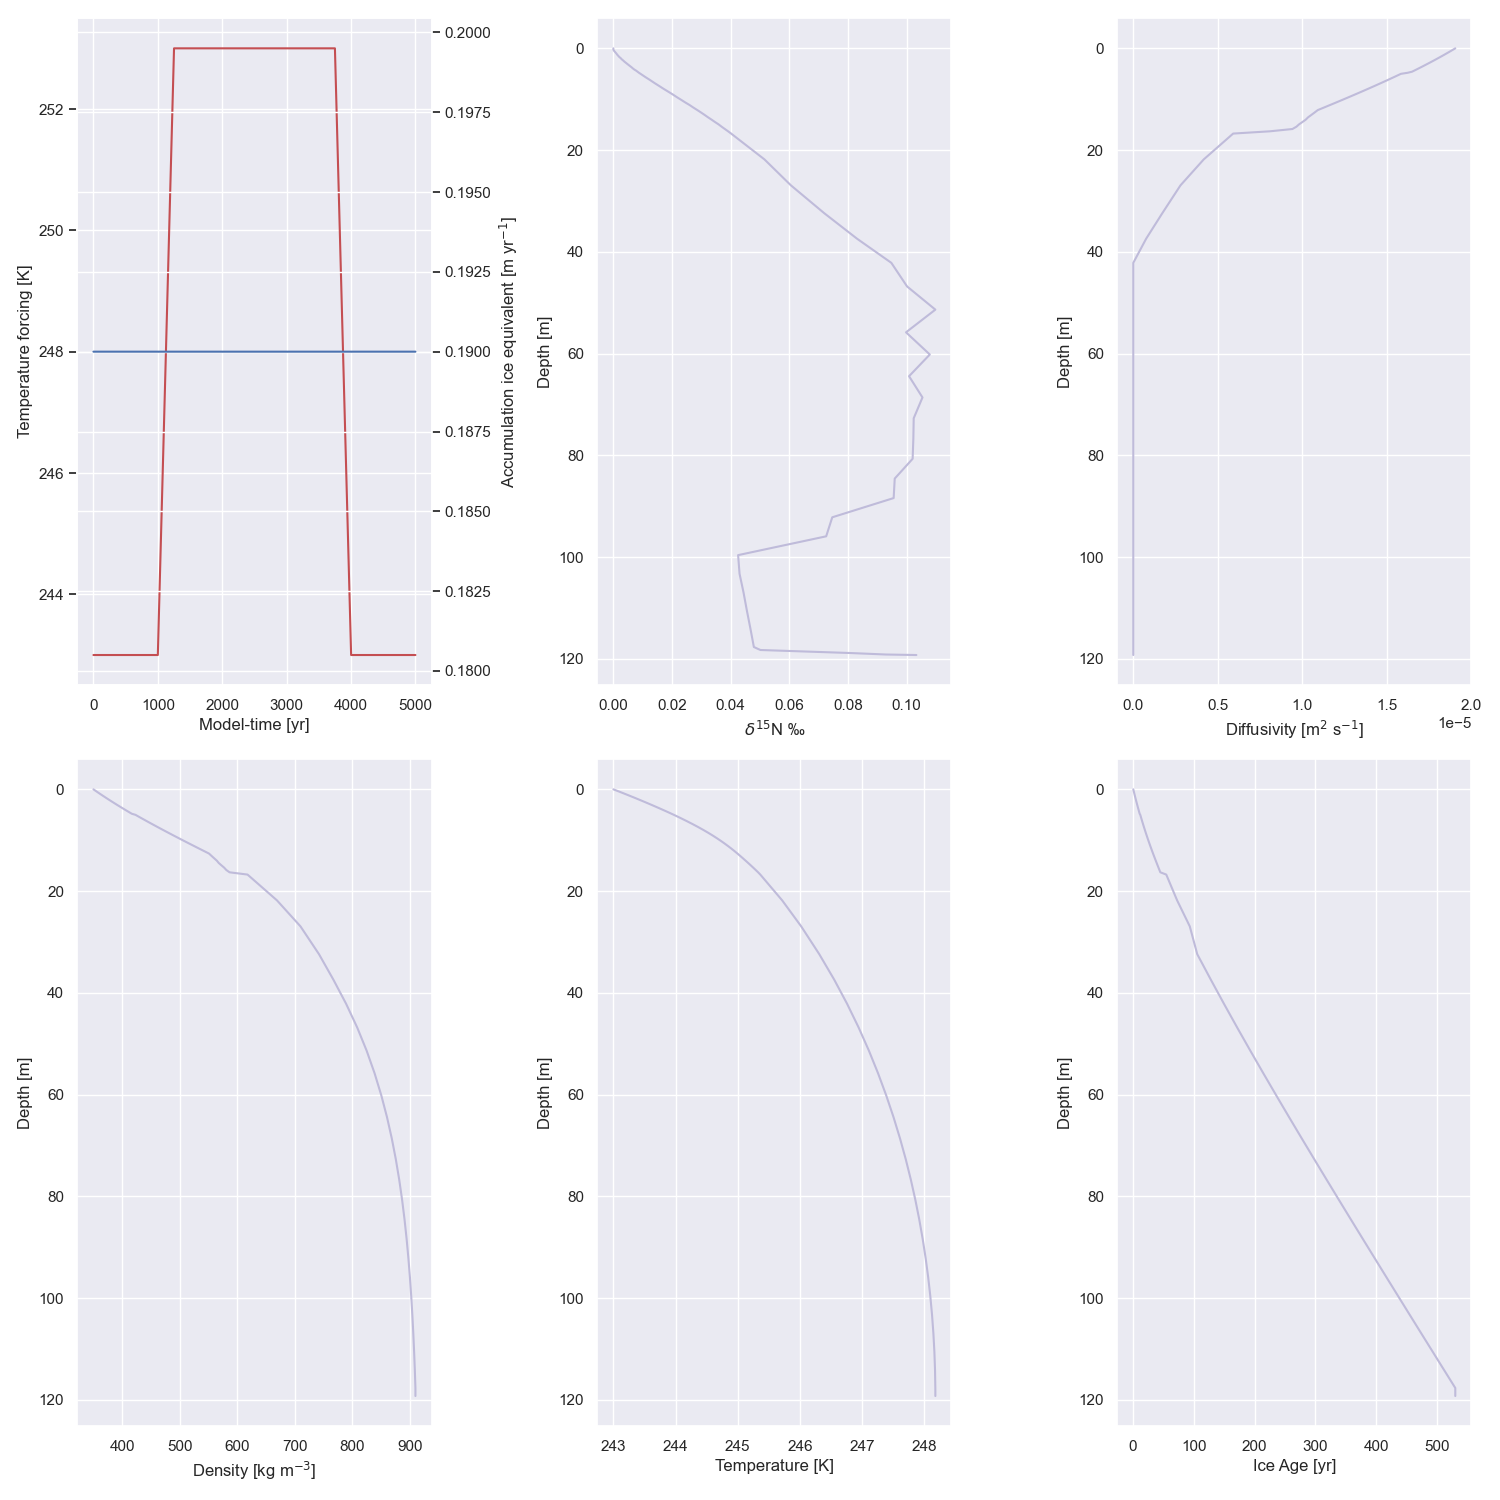 Temperature forcing [K]
252
250
248
246
244
0.2000
0.1975
0.1950
0.1925
0.1900
0.1875
0.1850
0.1825
0.1800
Accumulation ice equivalent [m yr⁻¹]
0 1000 2000 3000 4000 5000
Model-time [yr]
Depth [m]
0
20
40
60
80
100
120
0.00 0.02 0.04 0.06 0.08 0.10
δ¹⁵N ‰
Depth [m]
0
20
40
60
80
100
120
0.0 0.5 1.0 1.5 2.0
1e−5
Diffusivity [m² s⁻¹]
Depth [m]
0
20
40
60
80
100
120
400 500 600 700 800 900
Density [kg m⁻³]
Depth [m]
0
20
40
60
80
100
120
243 244 245 246 247 248
Temperature [K]
Depth [m]
0
20
40
60
80
100
120
0 100 200 300 400 500
Ice Age [yr]